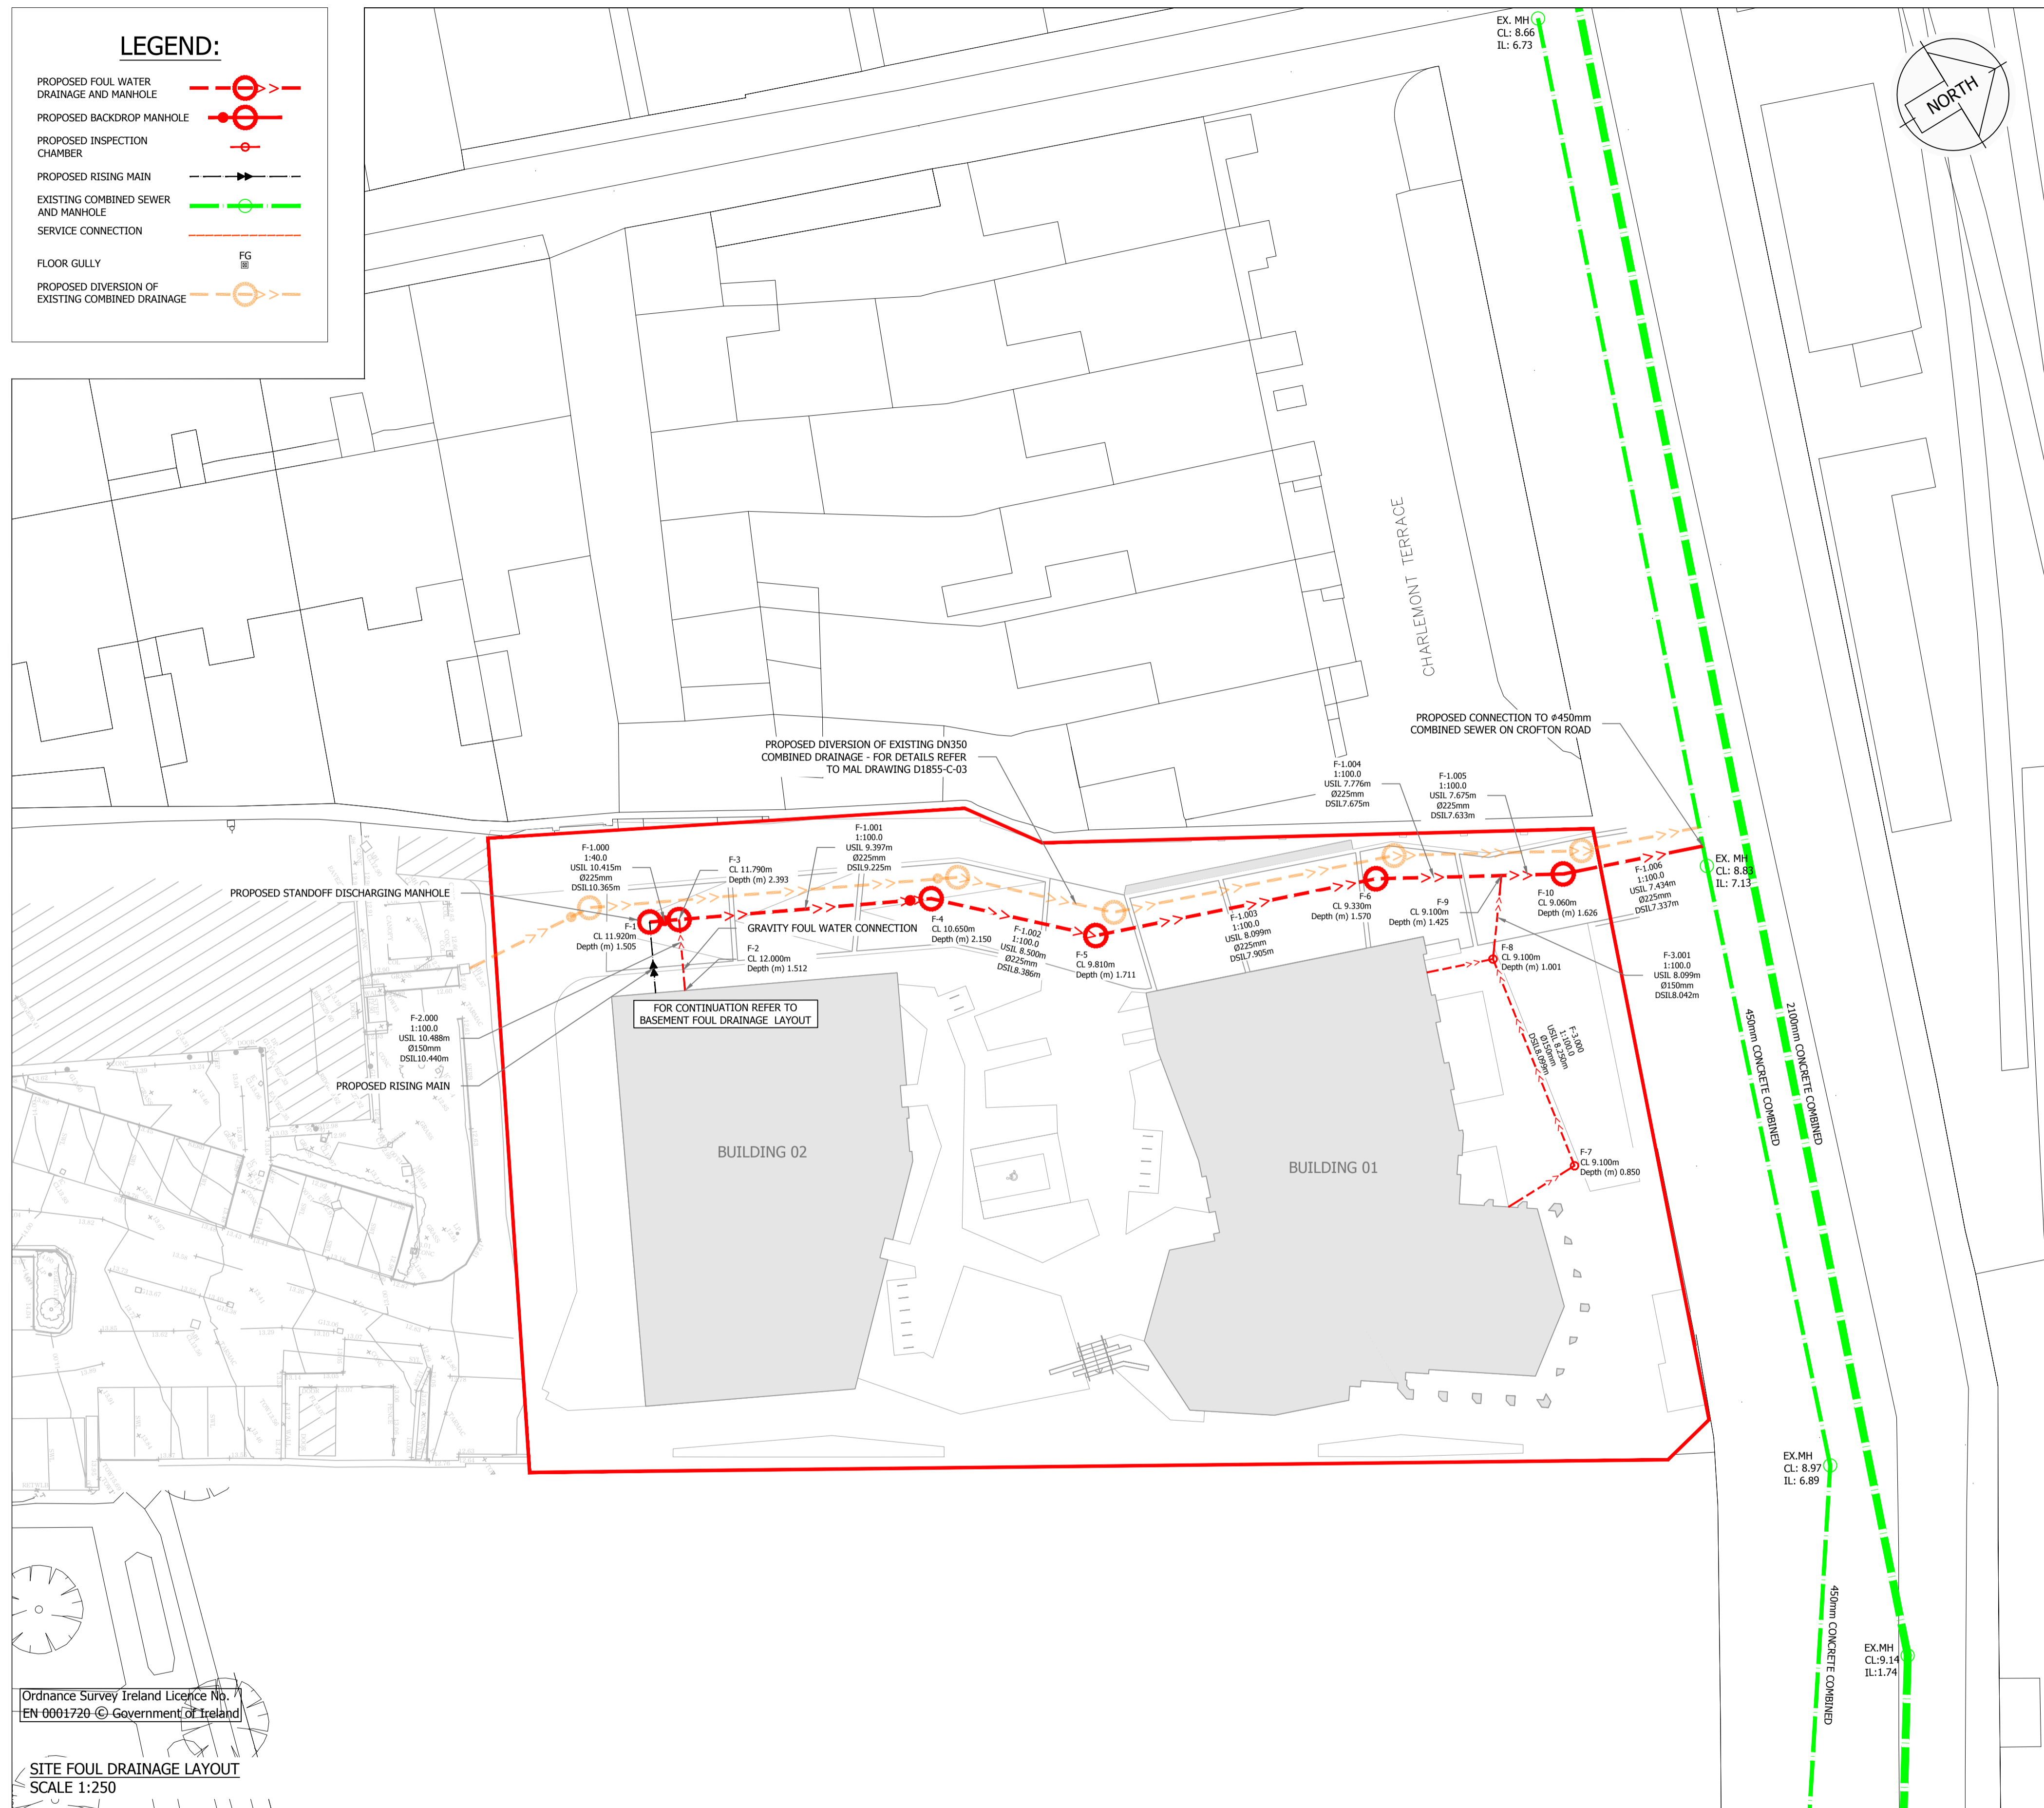 LEGEND:
PROPOSED FOUL WATER
DRAINAGE AND MANHOLE
PROPOSED BACKDROP MANHOLE
PROPOSED INSPECTION
CHAMBER
PROPOSED RISING MAIN
EXISTING COMBINED SEWER
AND MANHOLE
SERVICE CONNECTION
FLOOR GULLY
FG
PROPOSED DIVERSION OF
EXISTING COMBINED DRAINAGE
EX. MH
CL: 8.66
IL: 6.73
NORTH
CHARLEMONT TERRACE
PROPOSED CONNECTION TO Ø450mm
COMBINED SEWER ON CROFTON ROAD
PROPOSED DIVERSION OF EXISTING DN350
COMBINED DRAINAGE - FOR DETAILS REFER
TO MAL DRAWING D1855-C-03
F-1.004
1:100.0
USIL 7.776m
Ø225mm
DSIL7.675m
F-1.005
1:100.0
USIL 7.675m
Ø225mm
DSIL7.633m
F-1.000
1:40.0
USIL 10.415m
Ø225mm
DSIL10.365m
F-1.001
1:100.0
USIL 9.397m
Ø225mm
DSIL9.225m
F-3
CL 11.790m
Depth (m) 2.393
PROPOSED STANDOFF DISCHARGING MANHOLE
F-1
CL 11.920m
Depth (m) 1.505
GRAVITY FOUL WATER CONNECTION
F-2
CL 12.000m
Depth (m) 1.512
F-4
CL 10.650m
Depth (m) 2.150
F-1.002
1:100.0
USIL 8.500m
Ø225mm
DSIL8.386m
F-5
CL 9.810m
Depth (m) 1.711
F-1.003
1:100.0
USIL 8.099m
Ø225mm
DSIL7.905m
F-6
CL 9.330m
Depth (m) 1.570
F-9
CL 9.100m
Depth (m) 1.425
F-10
CL 9.060m
Depth (m) 1.626
F-1.006
1:100.0
USIL 7.434m
Ø225mm
DSIL7.337m
EX. MH
CL: 8.83
IL: 7.13
F-8
CL 9.100m
Depth (m) 1.001
F-3.001
1:100.0
USIL 8.099m
Ø150mm
DSIL8.042m
FOR CONTINUATION REFER TO
BASEMENT FOUL DRAINAGE LAYOUT
F-2.000
1:100.0
USIL 10.488m
Ø150mm
DSIL10.440m
PROPOSED RISING MAIN
F-3.000
1:100.0
USIL 8.250m
Ø150mm
DSIL8.099m
450mm CONCRETE COMBINED
2100mm CONCRETE COMBINED
BUILDING 02
BUILDING 01
F-7
CL 9.100m
Depth (m) 0.850
EX.MH
CL: 8.97
IL: 6.89
450mm CONCRETE COMBINED
EX.MH
CL:9.14
IL:1.74
Ordnance Survey Ireland Licence No.
EN 0001720 © Government of Ireland
SITE FOUL DRAINAGE LAYOUT
SCALE 1:250